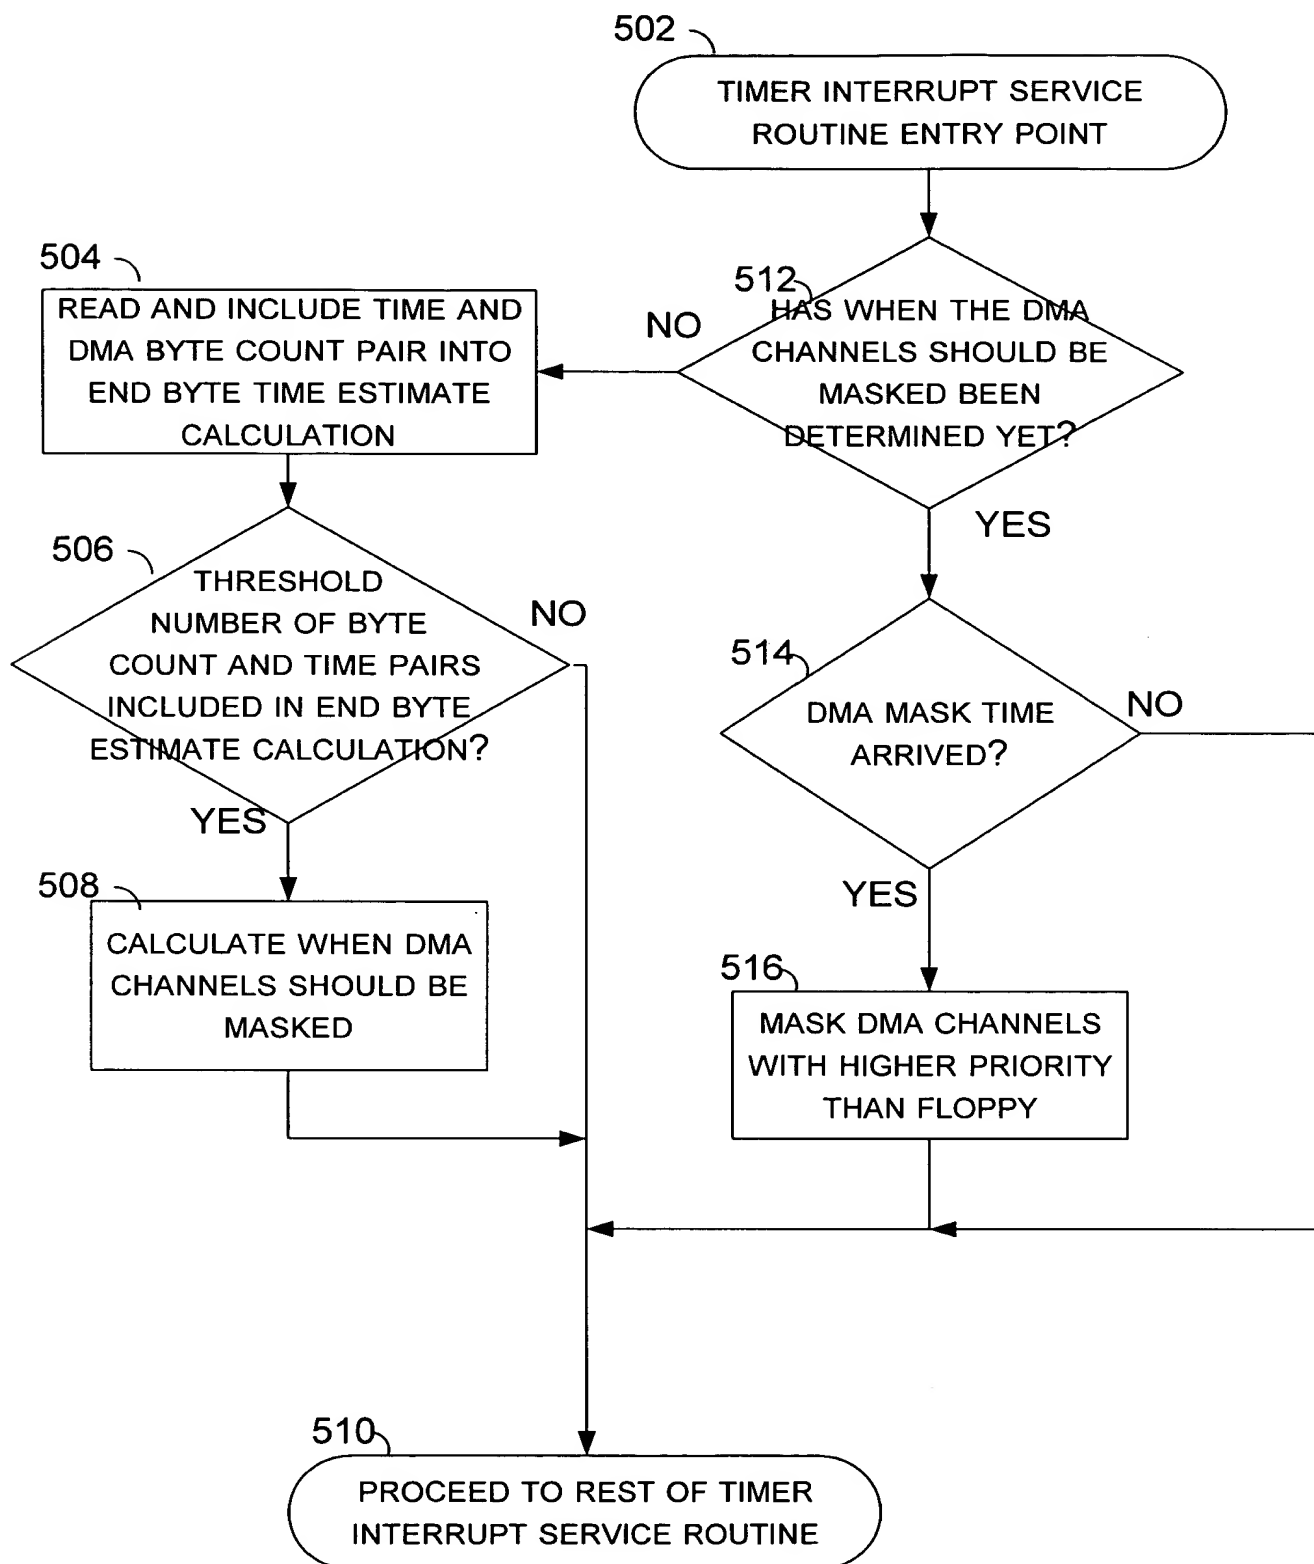 502
TIMER INTERRUPT SERVICE
ROUTINE ENTRY POINT
504
READ AND INCLUDE TIME AND
DMA BYTE COUNT PAIR INTO
END BYTE TIME ESTIMATE
CALCULATION
NO
512
HAS WHEN THE DMA
CHANNELS SHOULD BE
MASKED BEEN
DETERMINED YET?
YES
506
THRESHOLD
NUMBER OF BYTE
COUNT AND TIME PAIRS
INCLUDED IN END BYTE
ESTIMATE CALCULATION?
NO
YES
514
DMA MASK TIME
ARRIVED?
NO
YES
508
CALCULATE WHEN DMA
CHANNELS SHOULD BE
MASKED
516
MASK DMA CHANNELS
WITH HIGHER PRIORITY
THAN FLOPPY
510
PROCEED TO REST OF TIMER
INTERRUPT SERVICE ROUTINE